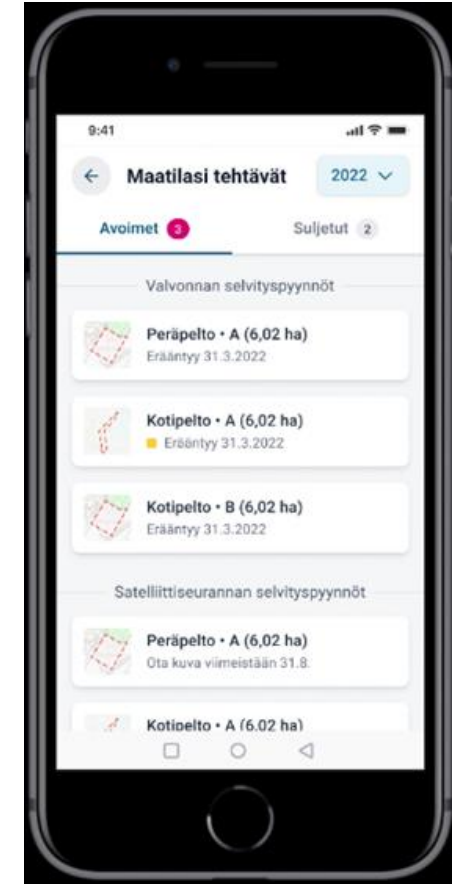 9:41
Maatilasi tehtävät
2022
Avoimet 3
Suljetut 2
Valvonnan selvityspyynnöt
Peräpelto • A (6,02 ha)
Erääntyy 31.3.2022
Kotipelto • A (6,02 ha)
Erääntyy 31.3.2022
Kotipelto • B (6,02 ha)
Erääntyy 31.3.2022
Satelliittiseurannan selvityspyynnöt
Peräpelto • A (6,02 ha)
Ota kuva viimeistään 31.8.
Kotipelto • A (6,02 ha)